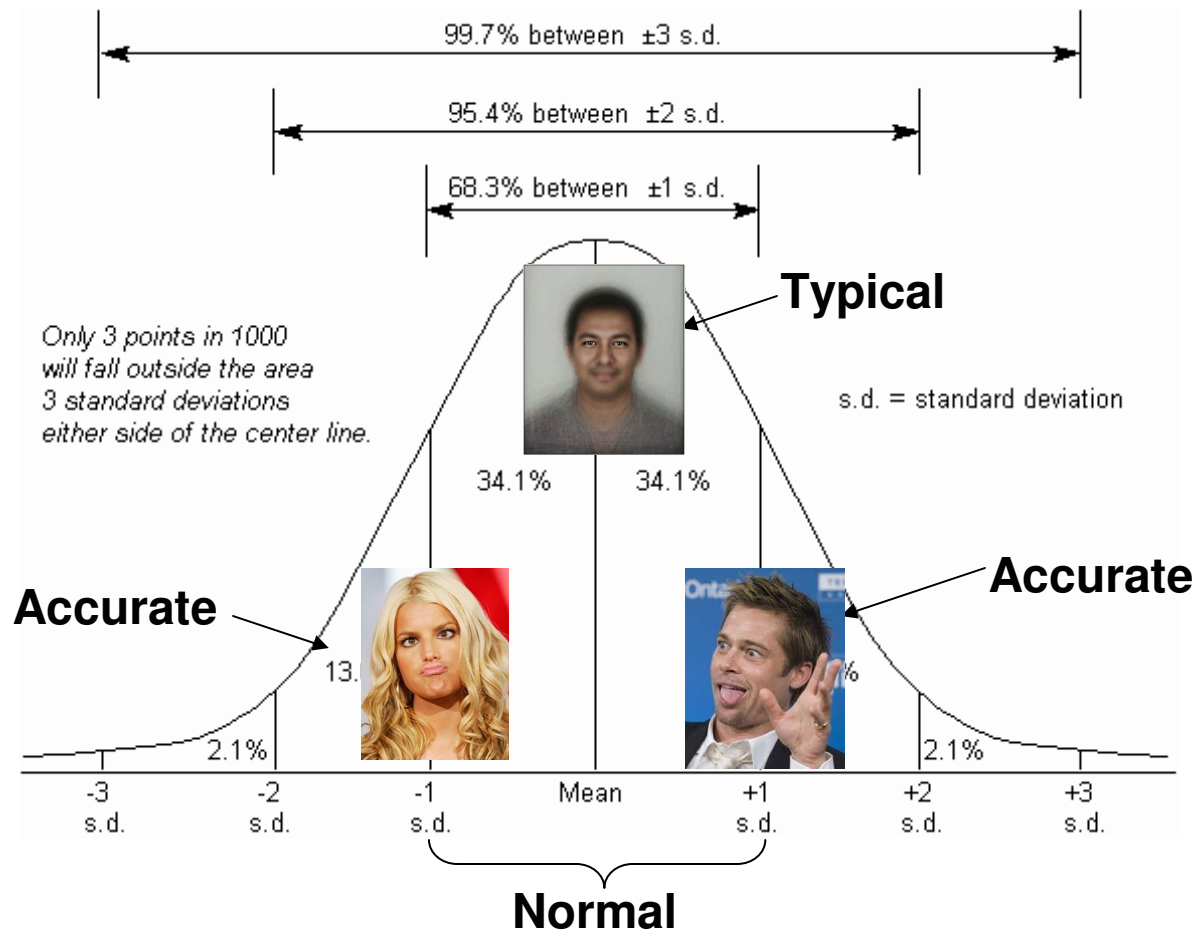 99.7% between ±3 s.d.
95.4% between ±2 s.d.
68.3% between ±1 s.d.
Typical
Only 3 points in 1000
will fall outside the area
3 standard deviations
either side of the center line.
s.d. = standard deviation
34.1% 34.1%
Accurate
Accurate
13. %
2.1% 2.1%
-3 -2 -1 Mean +1 +2 +3
s.d. s.d. s.d. s.d. s.d. s.d.
Normal